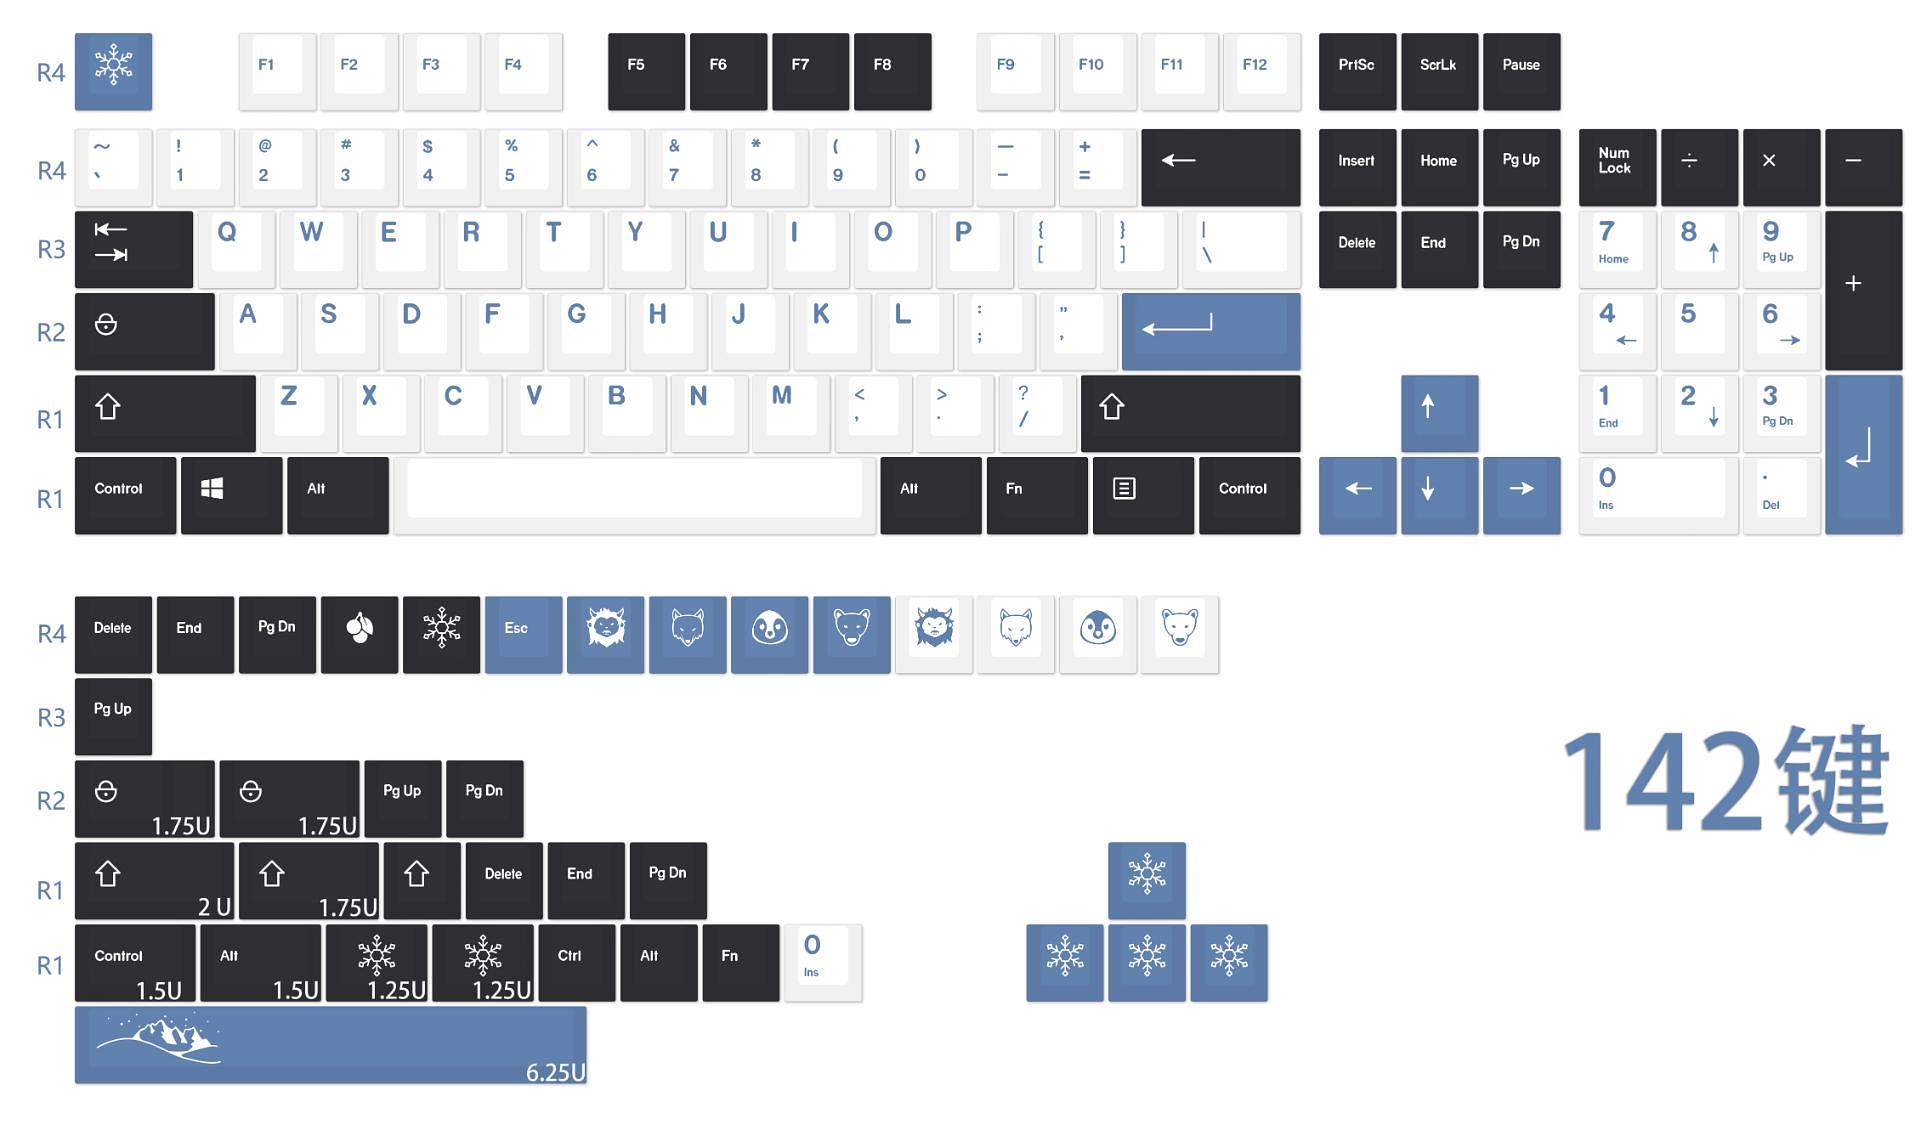 R4 F1 F2 F3 F4 F5 F6 F7 F8 F9 F10 F11 F12 PrtSc ScrLk Pause
~ ! @ # $ % ^ & * ( ) — +
R4 ` 1 2 3 4 5 6 7 8 9 0 - = ← Insert Home Pg Up Num Lock ÷ × −
R3 Q W E R T Y U I O P { [ } ] | \ Delete End Pg Dn 7 Home 8 ↑ 9 Pg Up +
R2 A S D F G H J K L : ; " ' 4 ← 5 6 →
R1 Z X C V B N M < , > . ? / ↑ 1 End 2 ↓ 3 Pg Dn
R1 Control Alt Alt Fn Control ← ↓ → 0 Ins . Del
R4 Delete End Pg Dn Esc
R3 Pg Up
R2 1.75U 1.75U Pg Up Pg Dn
142键
R1 2 U 1.75U Delete End Pg Dn
R1 Control 1.5U Alt 1.5U 1.25U 1.25U Ctrl Alt Fn 0 Ins
6.25U